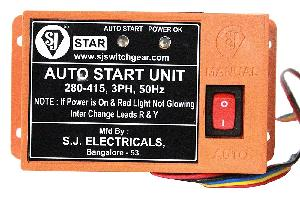 AUTO START POWER OK
SJ STAR
www.sjswitchgear.com
AUTO START UNIT
280-415, 3PH, 50Hz
NOTE : If Power is On & Red Light Not Glowing
Inter Change Leads R & Y
Mfd By :
S.J. ELECTRICALS,
Bangalore - 53
SJ
MANUAL
AUTO